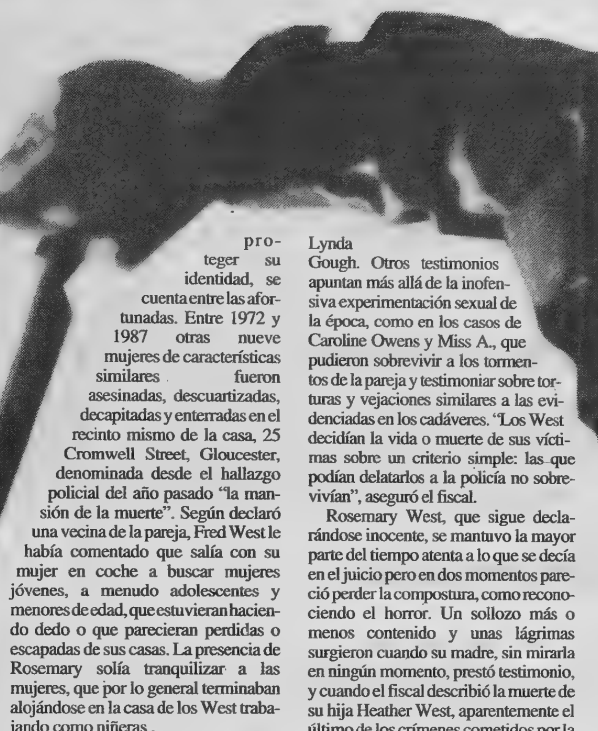 pro-
teger su
identidad, se
cuenta entre las afor-
tunadas. Entre 1972 y
1987 otras nueve
mujeres de características
similares fueron
asesinadas, descuartizadas,
decapitadas y enterradas en el
recinto mismo de la casa, 25
Cromwell Street, Gloucester,
denominada desde el hallazgo
policial del año pasado “la man-
sión de la muerte”. Según declaró
una vecina de la pareja, Fred West le
había comentado que salía con su
mujer en coche a buscar mujeres
jóvenes, a menudo adolescentes y
menores de edad, que estuvieran hacien-
do dedo o que parecieran perdidas o
escapadas de sus casas. La presencia de
Rosemary solía tranquilizar a las
mujeres, que por lo general terminaban
alojándose en la casa de los West traba-
jando como niñeras.
Lynda
Gough. Otros testimonios
apuntan más allá de la inofen-
siva experimentación sexual de
la época, como en los casos de
Caroline Owens y Miss A., que
pudieron sobrevivir a los tormen-
tos de la pareja y testimoniar sobre tor-
turas y vejaciones similares a las evi-
denciadas en los cadáveres. “Los West
decidían la vida o muerte de sus vícti-
mas sobre un criterio simple: las que
podían delatarlos a la policía no sobre-
vivían”, aseguró el fiscal.
Rosemary West, que sigue decla-
rándose inocente, se mantuvo la mayor
parte del tiempo atenta a lo que se decía
en el juicio pero en dos momentos pare-
ció perder la compostura, como recono-
ciendo el horror. Un sollozo más o
menos contenido y unas lágrimas
surgieron cuando su madre, sin mirarla
en ningún momento, prestó testimonio,
y cuando el fiscal describió la muerte de
su hija Heather West, aparentemente el
último de los crímenes cometidos por la